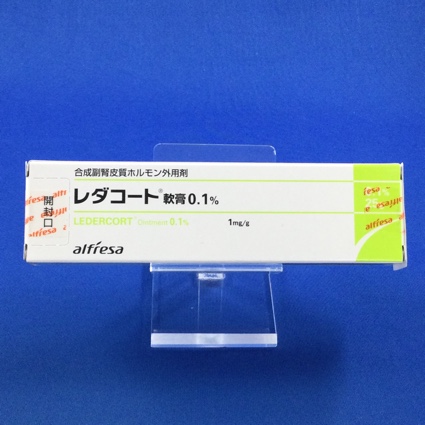 合成副腎皮質ホルモン外用剤
レダコート® 軟膏0.1%
LEDERCORT® Ointment 0.1%
1mg/g
alfresa
開封口
alfresa
alfresa